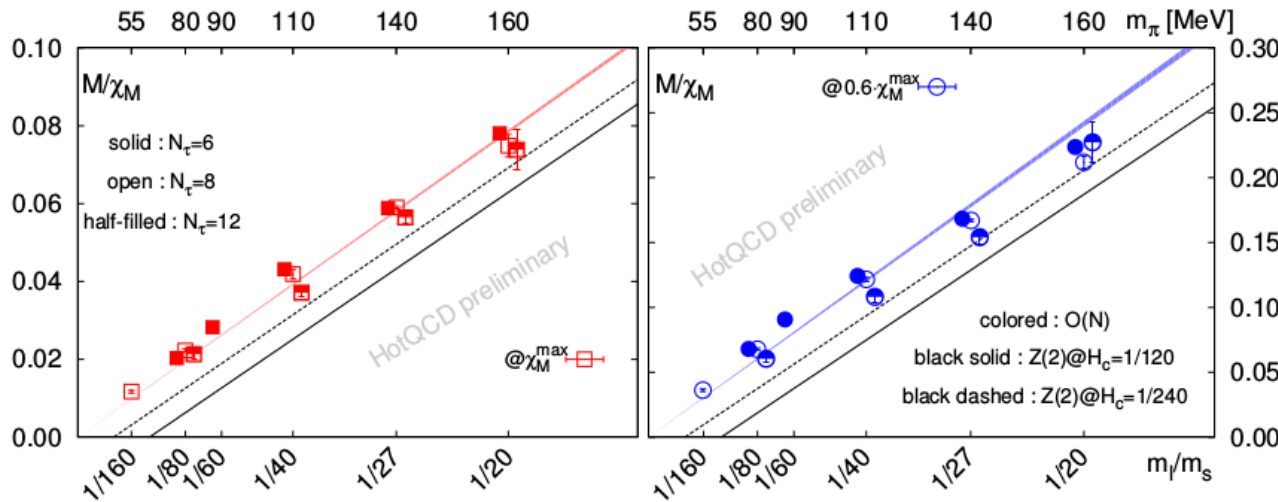 55 80 90 110 140 160
55 80 90 110 140 160 m_π [MeV]
0.10
0.08
0.06
0.04
0.02
0.00
M/χ_M
solid : N_τ=6
open : N_τ=8
half-filled : N_τ=12
HotQCD preliminary
@χ_M^max
1/160 1/80 1/60 1/40 1/27 1/20
M/χ_M
@0.6·χ_M^max
HotQCD preliminary
colored : O(N)
black solid : Z(2)@H_c=1/120
black dashed : Z(2)@H_c=1/240
0.30
0.25
0.20
0.15
0.10
0.05
0.00
1/160 1/80 1/60 1/40 1/27 1/20 m_l/m_s